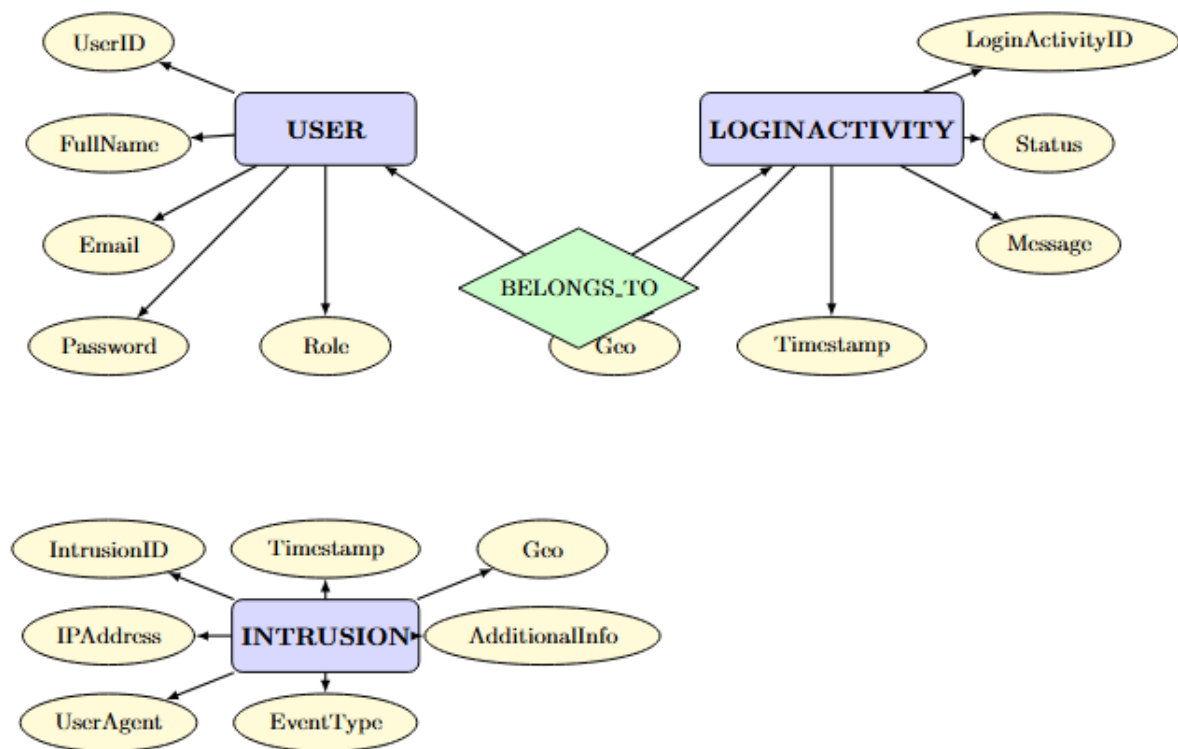 UserID
LoginActivityID
USER
LOGINACTIVITY
FullName
Status
Email
Message
BELONGS_TO
Password
Role
Geo
Timestamp
IntrusionID
Timestamp
Geo
IPAddress
INTRUSION
AdditionalInfo
UserAgent
EventType